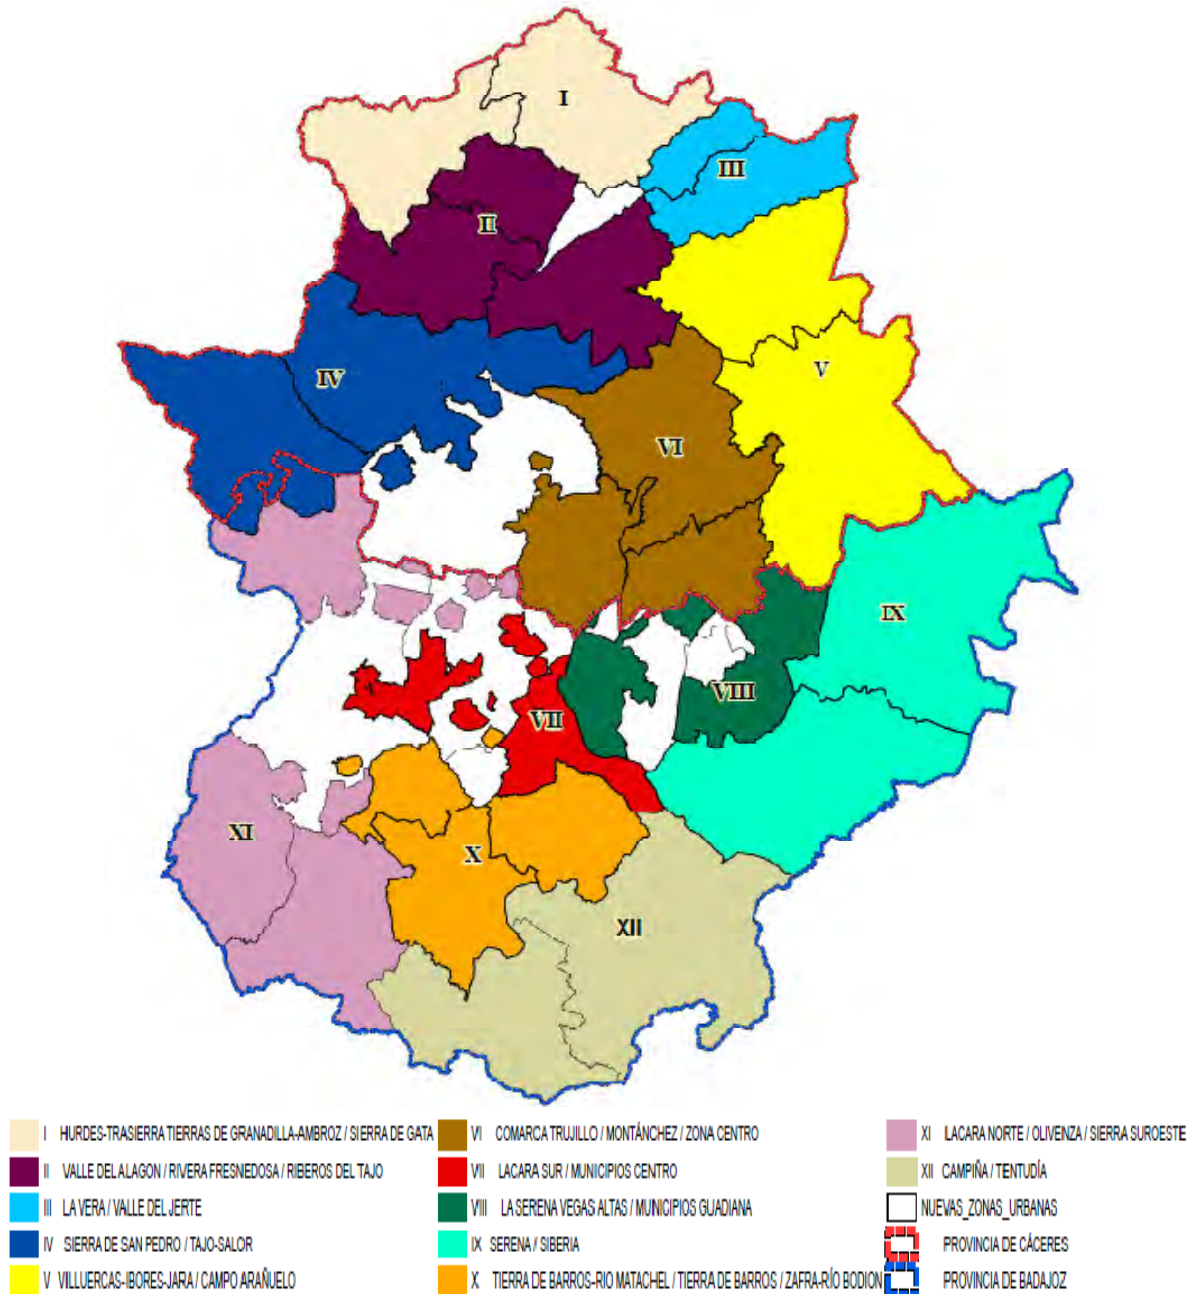 I
III
II
IV
V
VI
IX
VIII
VII
XI
X
XII
I HURDES-TRASIERRA TIERRAS DE GRANADILLA-AMBROZ / SIERRA DE GATA
II VALLE DEL ALAGON / RIVERA FRESNEDOSA / RIBEROS DEL TAJO
III LA VERA / VALLE DEL JERTE
IV SIERRA DE SAN PEDRO / TAJO-SALOR
V VILLUERCAS-IBORES-JARA / CAMPO ARAÑUELO
VI COMARCA TRUJILLO / MONTÁNCHEZ / ZONA CENTRO
VII LACARA SUR / MUNICIPIOS CENTRO
VIII LA SERENA VEGAS ALTAS / MUNICIPIOS GUADIANA
IX SERENA / SIBERIA
X TIERRA DE BARROS-RIO MATACHEL / TIERRA DE BARROS / ZAFRA-RÍO BODION
XI LACARA NORTE / OLIVENZA / SIERRA SUROESTE
XII CAMPIÑA / TENTUDÍA
NUEVAS_ZONAS_URBANAS
PROVINCIA DE CÁCERES
PROVINCIA DE BADAJOZ